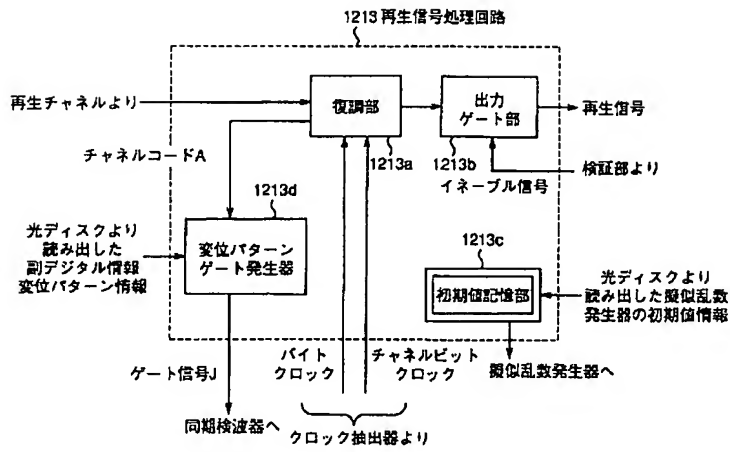 1213 再生信号処理回路
再生チャネルより
復調部
出力
ゲート部
再生信号
チャネルコードA
1213a
1213b
イネーブル信号
検証部より
1213d
光ディスクより
読み出した
副デジタル情報
変位パターン情報
変位パターン
ゲート発生器
1213c
初期値記憶部
光ディスクより
読み出した擬似乱数
発生器の初期値情報
ゲート信号J
バイト
クロック
チャネルビット
クロック
擬似乱数発生器へ
同期検波器へ
クロック抽出器より